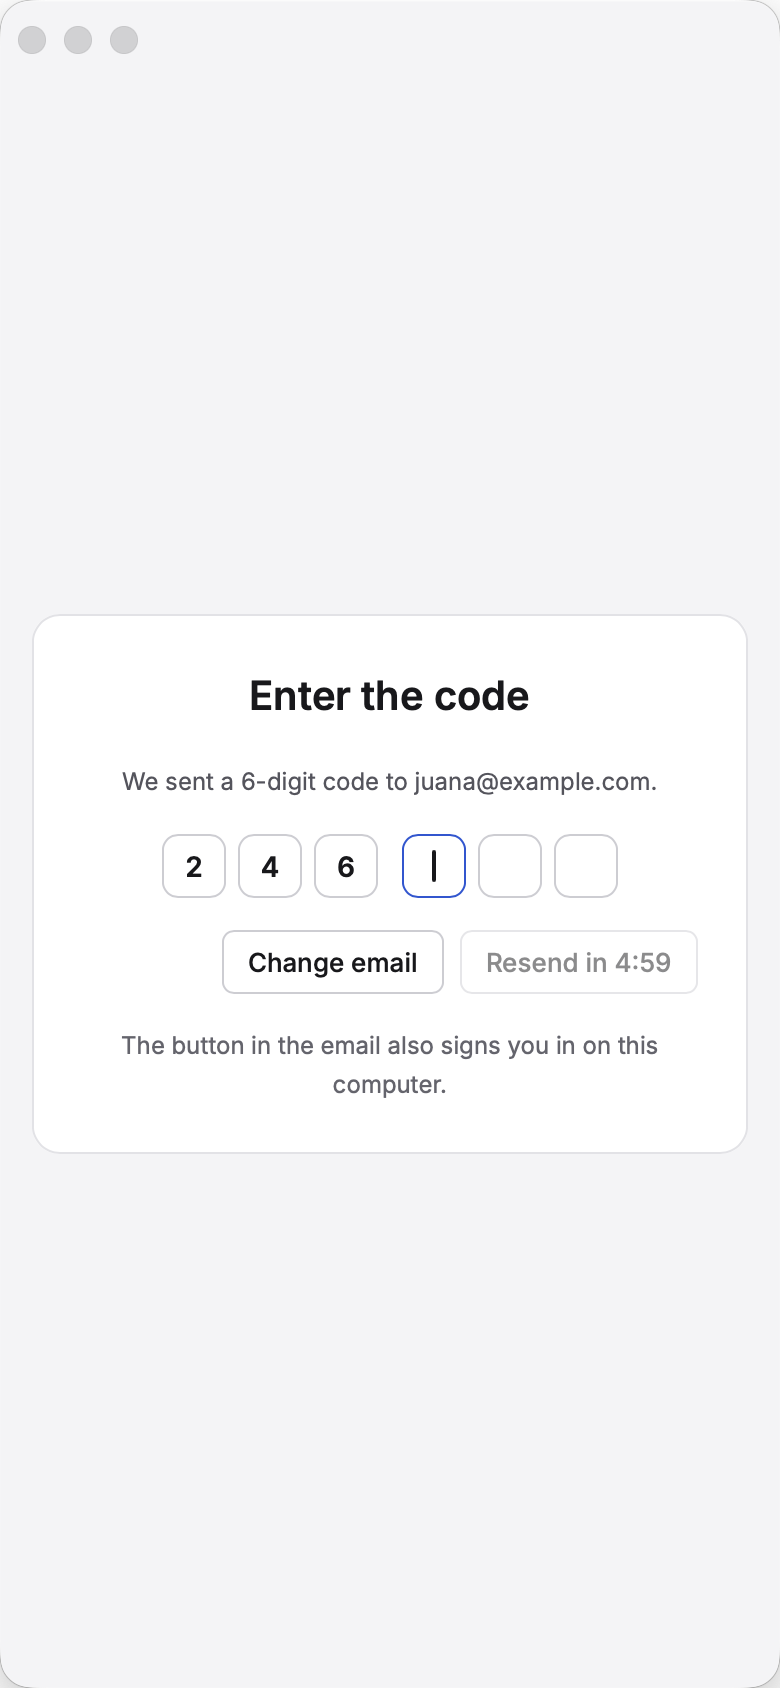 Enter the code
We sent a 6-digit code to juana@example.com.
2 4 6
Change email Resend in 4:59
The button in the email also signs you in on this
computer.